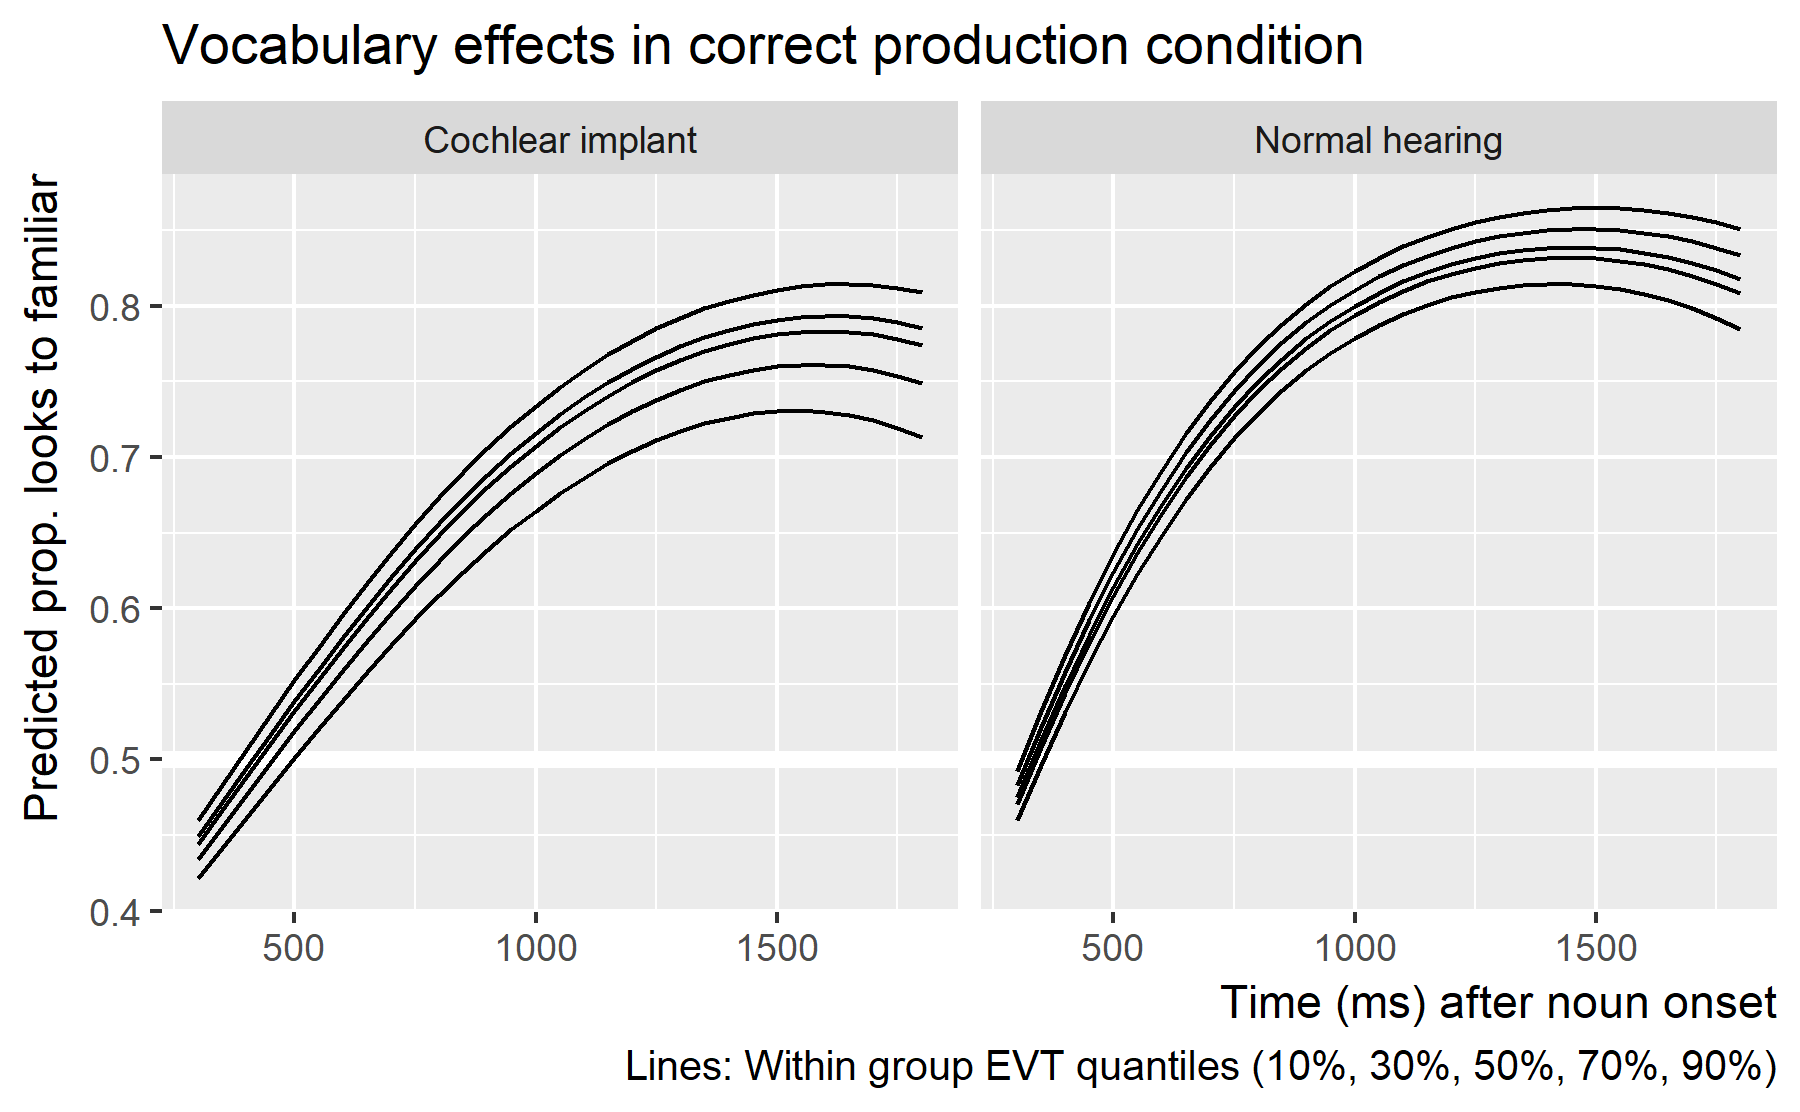 Vocabulary effects in correct production condition
Cochlear implant
Normal hearing
Predicted prop. looks to familiar
0.8
0.7
0.6
0.5
0.4
500 1000 1500
500 1000 1500
Time (ms) after noun onset
Lines: Within group EVT quantiles (10%, 30%, 50%, 70%, 90%)